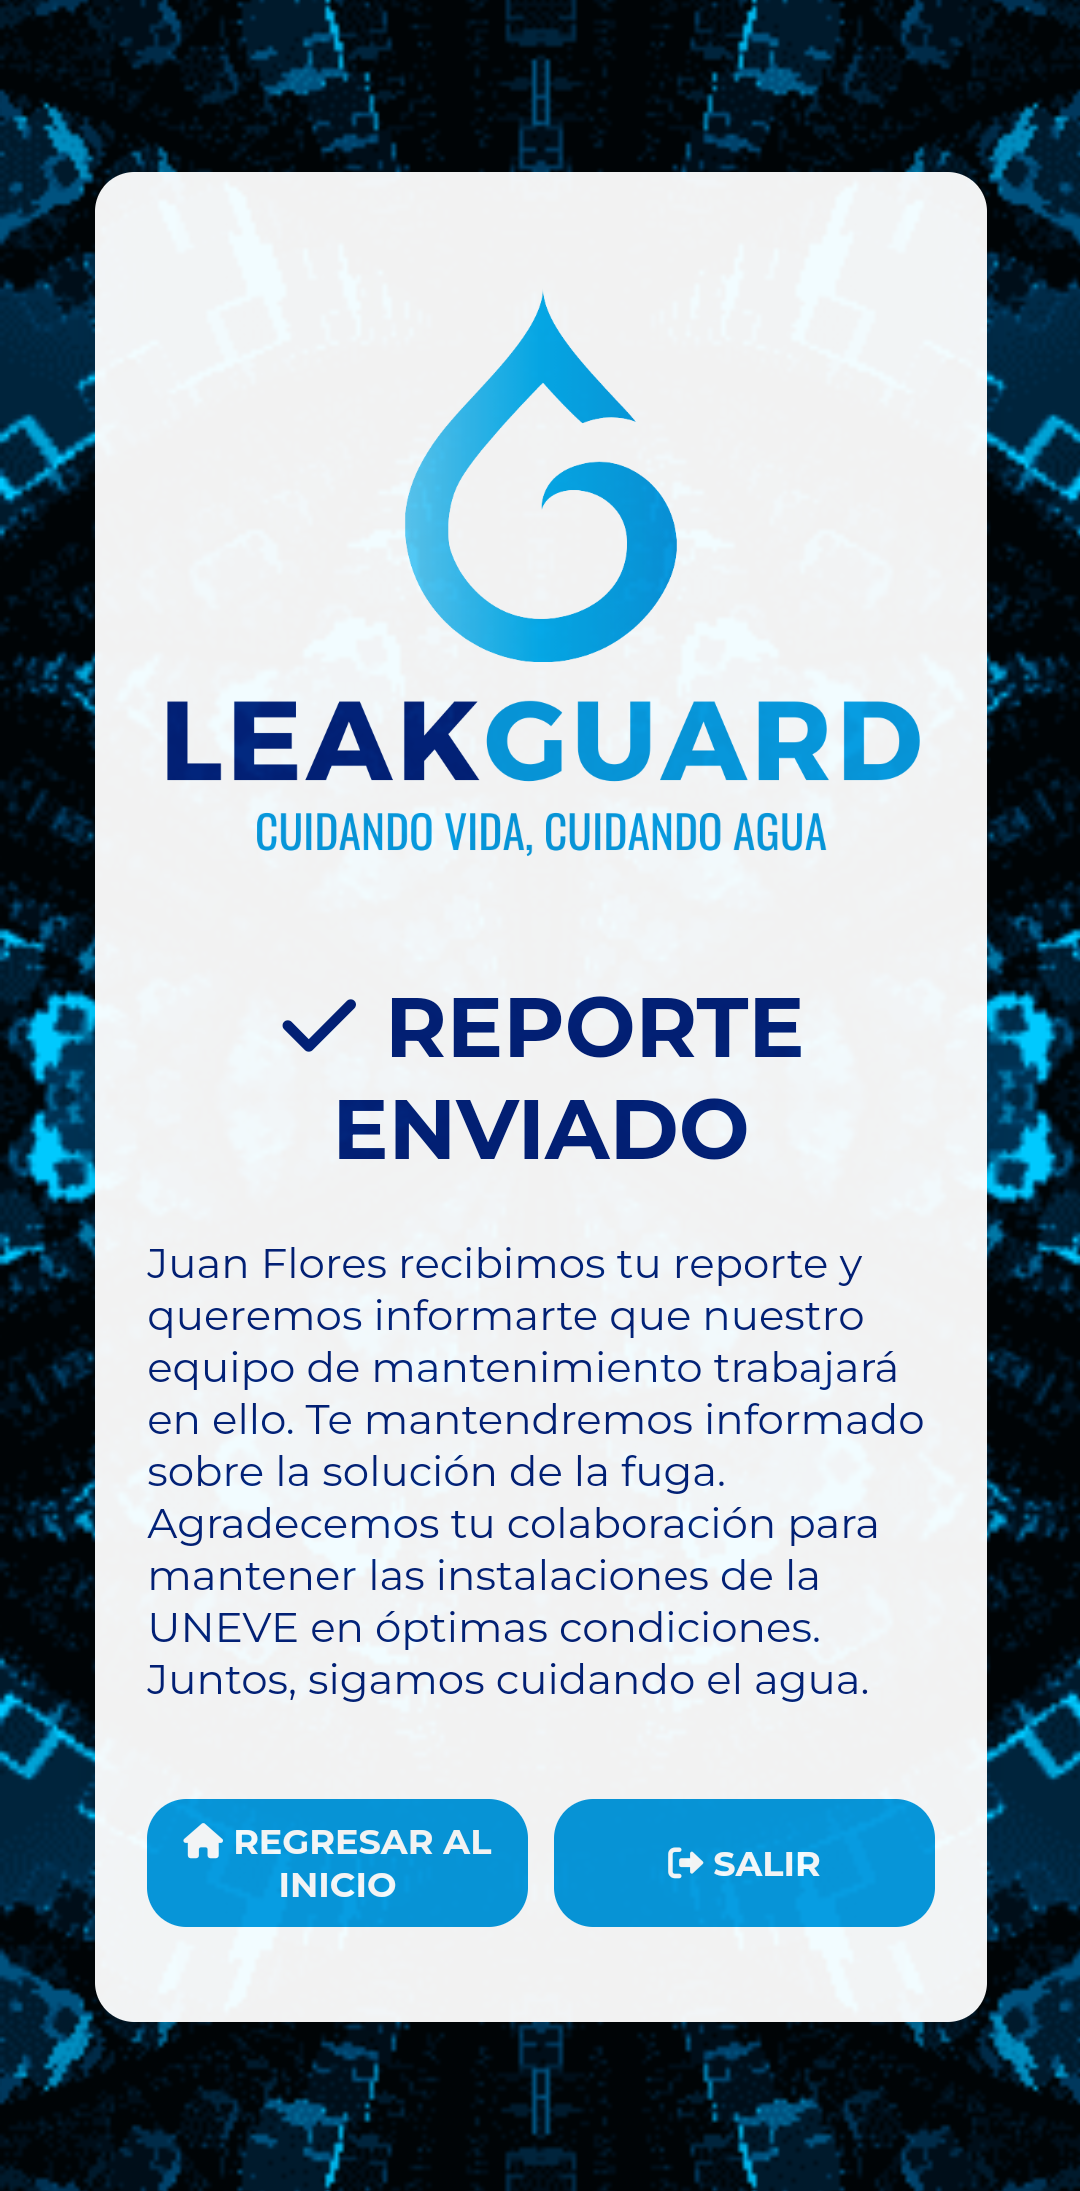 LEAKGUARD
CUIDANDO VIDA, CUIDANDO AGUA
REPORTE
ENVIADO
Juan Flores recibimos tu reporte y
queremos informarte que nuestro
equipo de mantenimiento trabajará
en ello. Te mantendremos informado
sobre la solución de la fuga.
Agradecemos tu colaboración para
mantener las instalaciones de la
UNEVE en óptimas condiciones.
Juntos, sigamos cuidando el agua.
REGRESAR AL
INICIO
SALIR